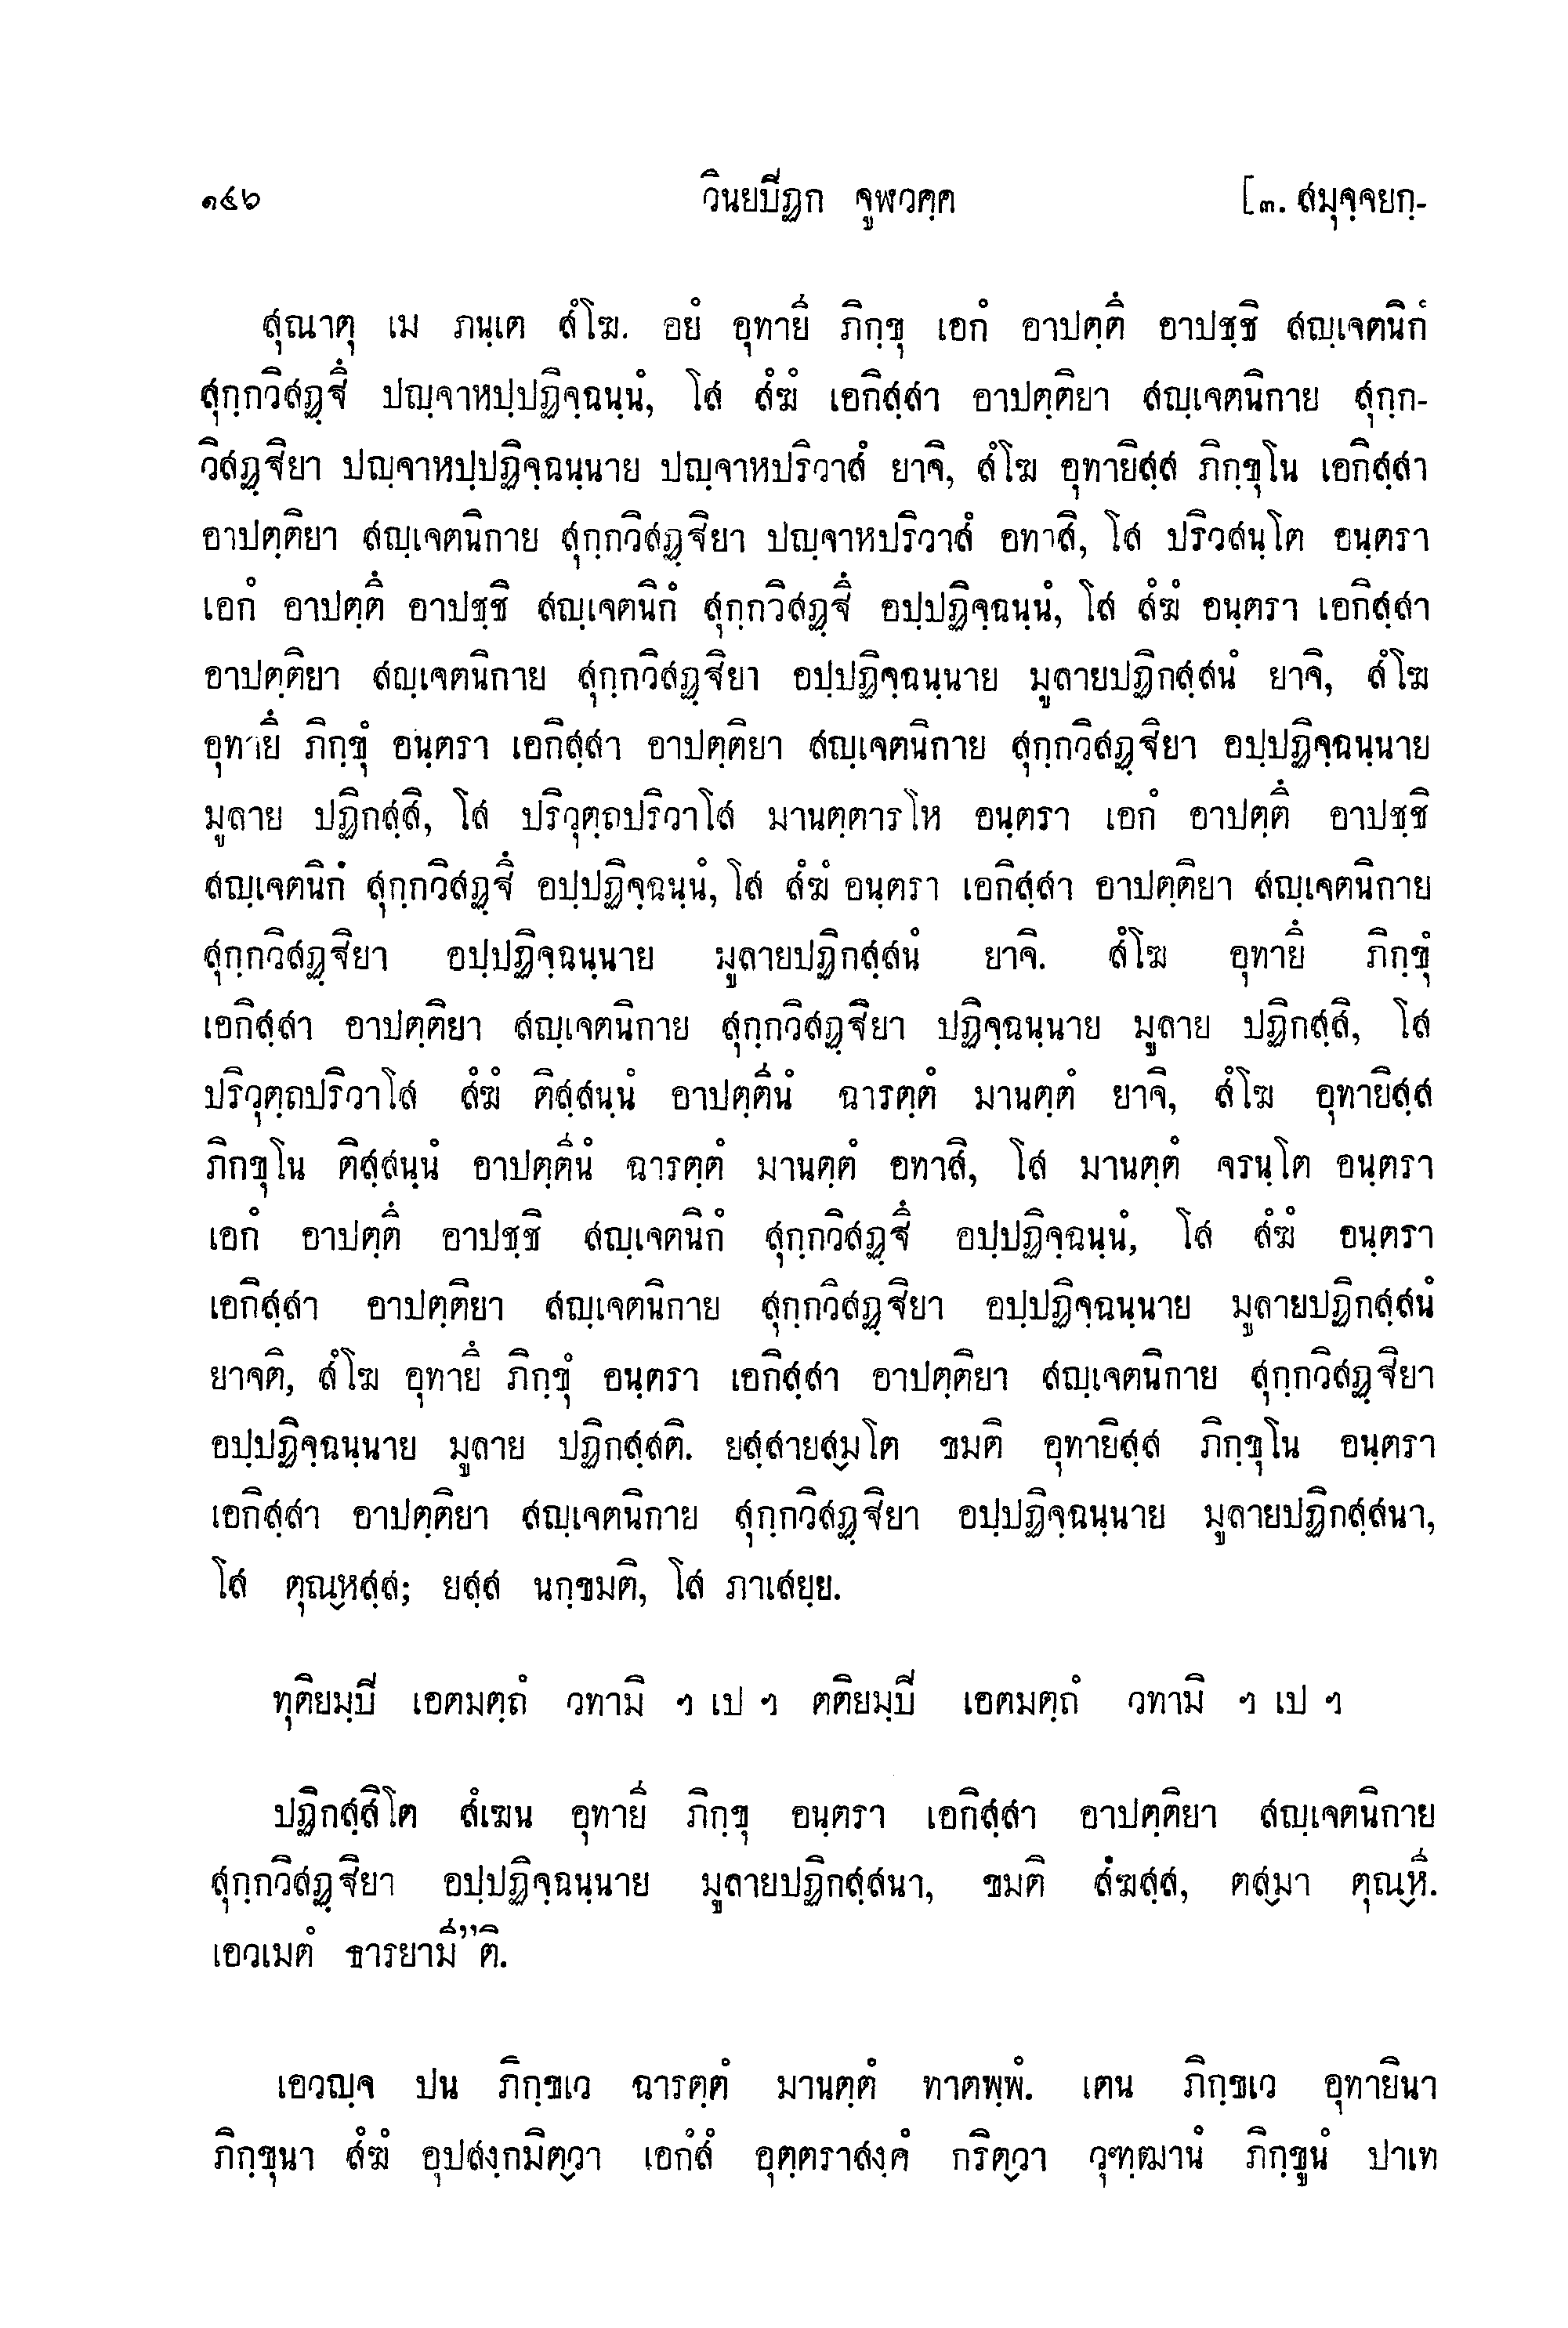 ๑๔๖ วินยปิฏก จูฬวคฺค [๓. สมุจฺจยกฺ-
สุณาตุ เม ภนฺเต สํโฆ. อยํ อุทายี ภิกฺขุ เอกํ อาปตฺตึ อาปชฺชิ สญฺเจตนิกํ
สุกฺกวิสฏฺฐึ ปญฺจาหปฺปฏิจฺฉนฺนํ, โส สํฆํ เอกิสฺสา อาปตฺติยา สญฺเจตนิกาย สุกฺก-
วิสฏฺฐิยา ปญฺจาหปฺปฏิจฺฉนฺนาย ปญฺจาหปริวาสํ ยาจิ, สํโฆ อุทายิสฺส ภิกฺขุโน เอกิสฺสา
อาปตฺติยา สญฺเจตนิกาย สุกฺกวิสฏฺฐิยา ปญฺจาหปริวาสํ อทาสิ, โส ปริวสนฺโต อนฺตรา
เอกํ อาปตฺตึ อาปชฺชิ สญฺเจตนิกํ สุกฺกวิสฏฺฐึ อปฺปฏิจฺฉนฺนํ, โส สํฆํ อนฺตรา เอกิสฺสา
อาปตฺติยา สญฺเจตนิกาย สุกฺกวิสฏฺฐิยา อปฺปฏิจฺฉนฺนาย มูลายปฏิกสฺสนํ ยาจิ, สํโฆ
อุทายึ ภิกฺขุํ อนฺตรา เอกิสฺสา อาปตฺติยา สญฺเจตนิกาย สุกฺกวิสฏฺฐิยา อปฺปฏิจฺฉนฺนาย
มูลาย ปฏิกสฺสิ, โส ปริวุตฺถปริวาโส มานตฺตารโห อนฺตรา เอกํ อาปตฺตึ อาปชฺชิ
สญฺเจตนิกํ สุกฺกวิสฏฺฐึ อปฺปฏิจฺฉนฺนํ, โส สํฆํ อนฺตรา เอกิสฺสา อาปตฺติยา สญฺเจตนิกาย
สุกฺกวิสฏฺฐิยา อปฺปฏิจฺฉนฺนาย มูลายปฏิกสฺสนํ ยาจิ. สํโฆ อุทายึ ภิกฺขุํ
เอกิสฺสา อาปตฺติยา สญฺเจตนิกาย สุกฺกวิสฏฺฐิยา ปฏิจฺฉนฺนาย มูลาย ปฏิกสฺสิ, โส
ปริวุตฺถปริวาโส สํฆํ ติสฺสนฺนํ อาปตฺตีนํ ฉารตฺตํ มานตฺตํ ยาจิ, สํโฆ อุทายิสฺส
ภิกขุโน ติสฺสนฺนํ อาปตฺตีนํ ฉารตฺตํ มานตฺตํ อทาสิ, โส มานตฺตํ จรนฺโต อนฺตรา
เอกํ อาปตฺตึ อาปชฺชิ สญฺเจตนิกํ สุกฺกวิสฏฺฐึ อปฺปฏิจฺฉนฺนํ, โส สํฆํ อนฺตรา
เอกิสฺสา อาปตฺติยา สญฺเจตนิกาย สุกฺกวิสฏฺฐิยา อปฺปฏิจฺฉนฺนาย มูลายปฏิกสฺสนํ
ยาจติ, สํโฆ อุทายึ ภิกฺขุํ อนฺตรา เอกิสฺสา อาปตฺติยา สญฺเจตนิกาย สุกฺกวิสฏฺฐิยา
อปฺปฏิจฺฉนฺนาย มูลาย ปฏิกสฺสติ. ยสฺสายสฺมโต ขมติ อุทายิสฺส ภิกฺขุโน อนฺตรา
เอกิสฺสา อาปตฺติยา สญฺเจตนิกาย สุกฺกวิสฏฺฐิยา อปฺปฏิจฺฉนฺนาย มูลายปฏิกสฺสนา,
โส ตุณฺหสฺส; ยสฺส นกฺขมติ, โส ภาเสยฺย.
ทุติยมฺปี เอตมตฺถํ วทามิ ฯ เป ฯ ตติยมฺปี เอตมตฺถํ วทามิ ฯ เป ฯ
ปฏิกสฺสิโต สํเฆน อุทายี ภิกฺขุ อนฺตรา เอกิสฺสา อาปตฺติยา สญฺเจตนิกาย
สุกฺกวิสฏฺฐิยา อปฺปฏิจฺฉนฺนาย มูลายปฏิกสฺสนา, ขมติ สํฆสฺส, ตสฺมา ตุณฺหี.
เอวเมตํ ธารยามี”ติ.
เอวญฺจ ปน ภิกฺขเว ฉารตฺตํ มานตฺตํ ทาตพฺพํ. เตน ภิกฺขเว อุทายินา
ภิกฺขุนา สํฆํ อุปสงฺกมิตฺวา เอกํสํ อุตฺตราสงฺคํ กริตฺวา วุฑฺฒานํ ภิกฺขูนํ ปาเท